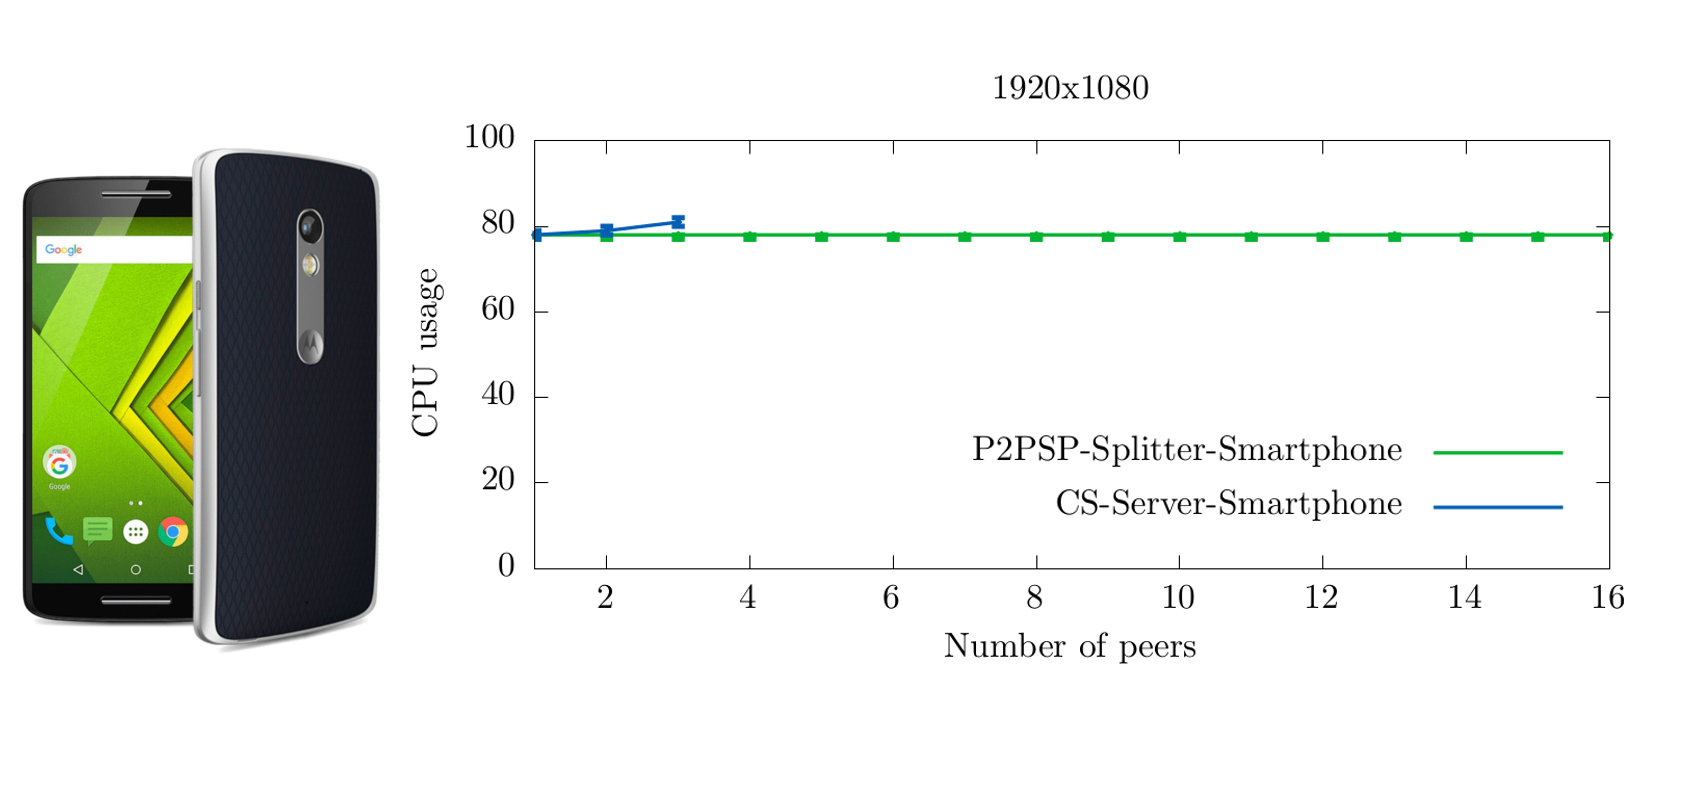 Google
Google
1920x1080
100
80
60
40
20
0
CPU usage
P2PSP-Splitter-Smartphone
CS-Server-Smartphone
2 4 6 8 10 12 14 16
Number of peers